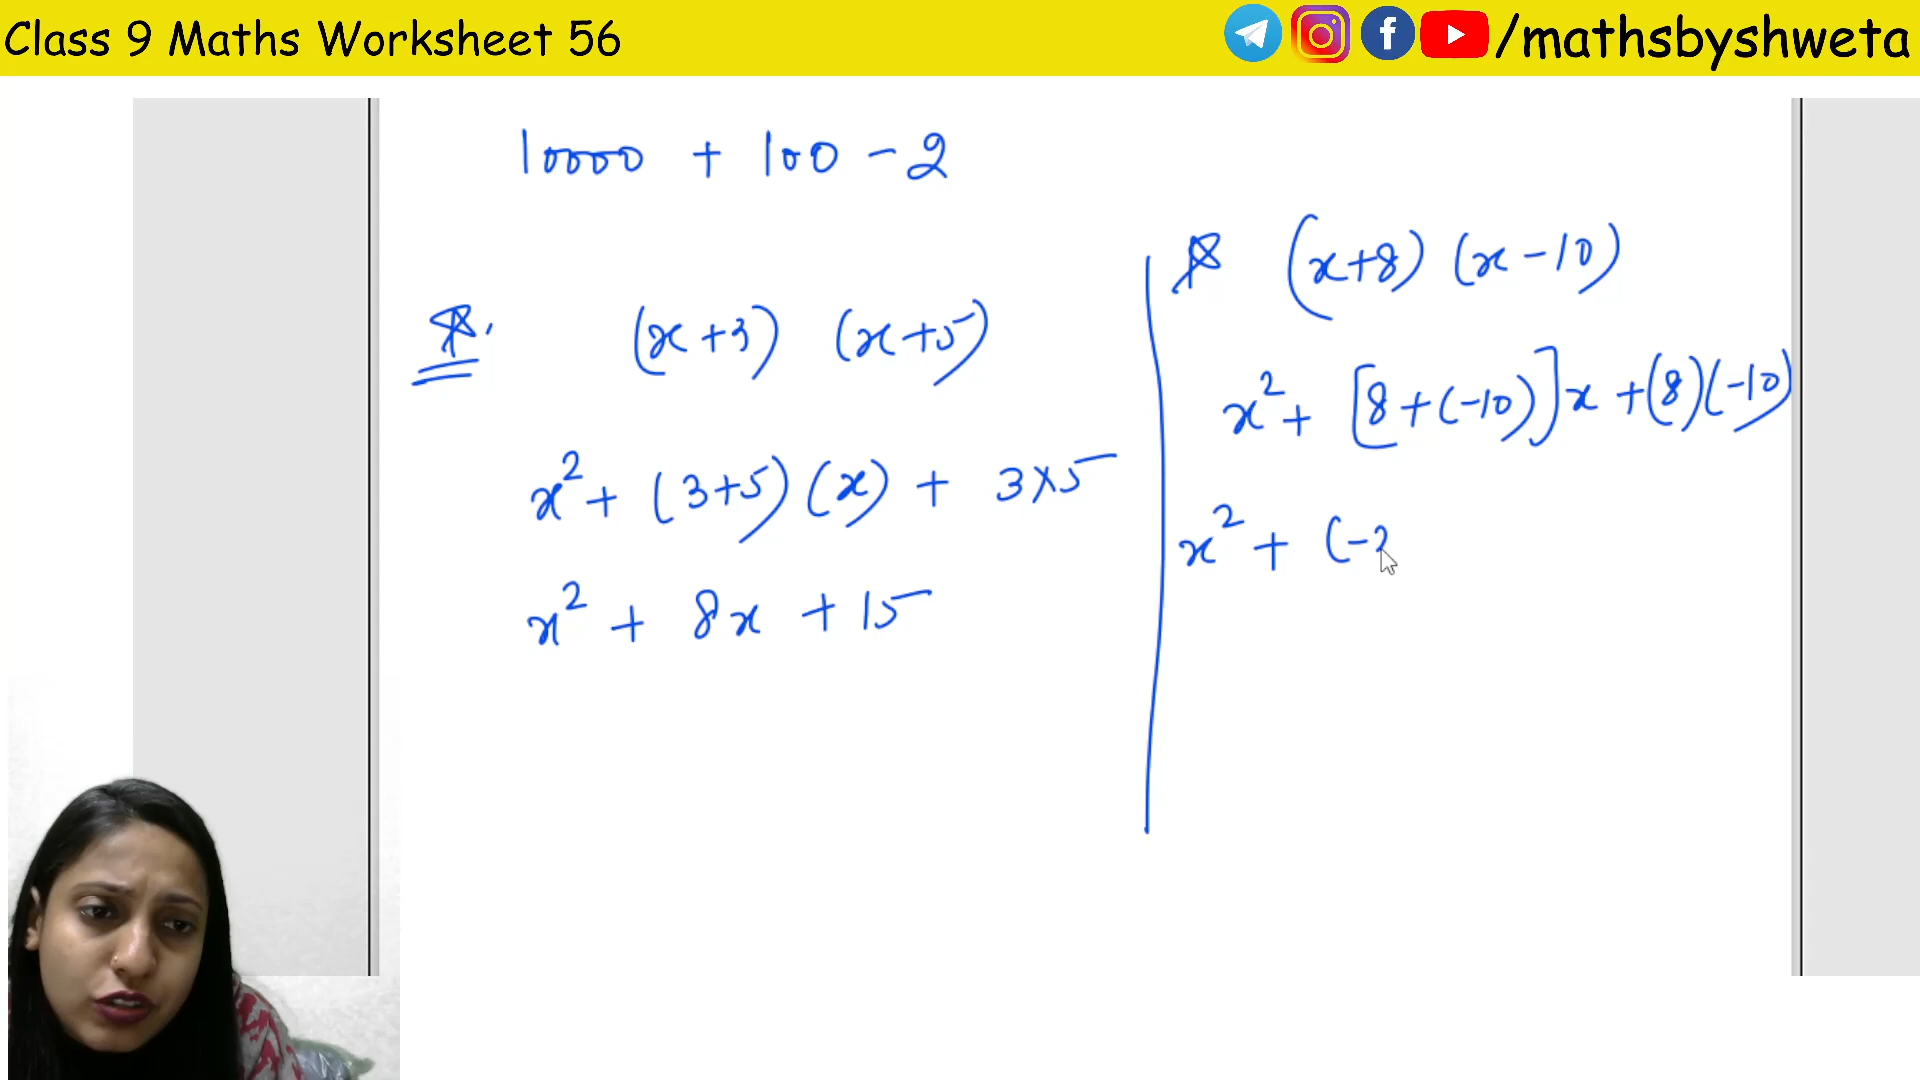 Class 9 Maths Worksheet 56
/mathsbyshweta
10000 + 100 - 2
(x+3) (x+5)
x² + (3+5)(x) + 3×5
x² + 8x + 15
(x+8) (x-10)
x² + [8+(-10)]x + (8)(-10)
x² + (-2